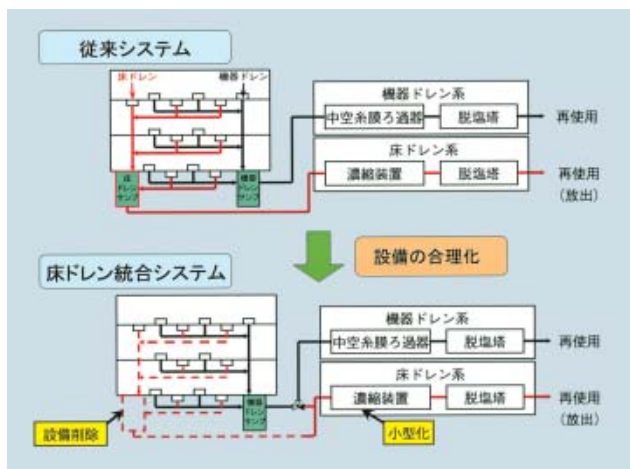 従来システム
床ドレン
機器ドレン
床
ドレン
サンプ
機器
ドレン
サンプ
機器ドレン系
中空糸膜ろ過器
脱塩塔
再使用
床ドレン系
濃縮装置
脱塩塔
再使用
(放出)
設備の合理化
床ドレン統合システム
機器
ドレン
サンプ
設備削除
機器ドレン系
中空糸膜ろ過器
脱塩塔
再使用
床ドレン系
濃縮装置
脱塩塔
再使用
(放出)
小型化